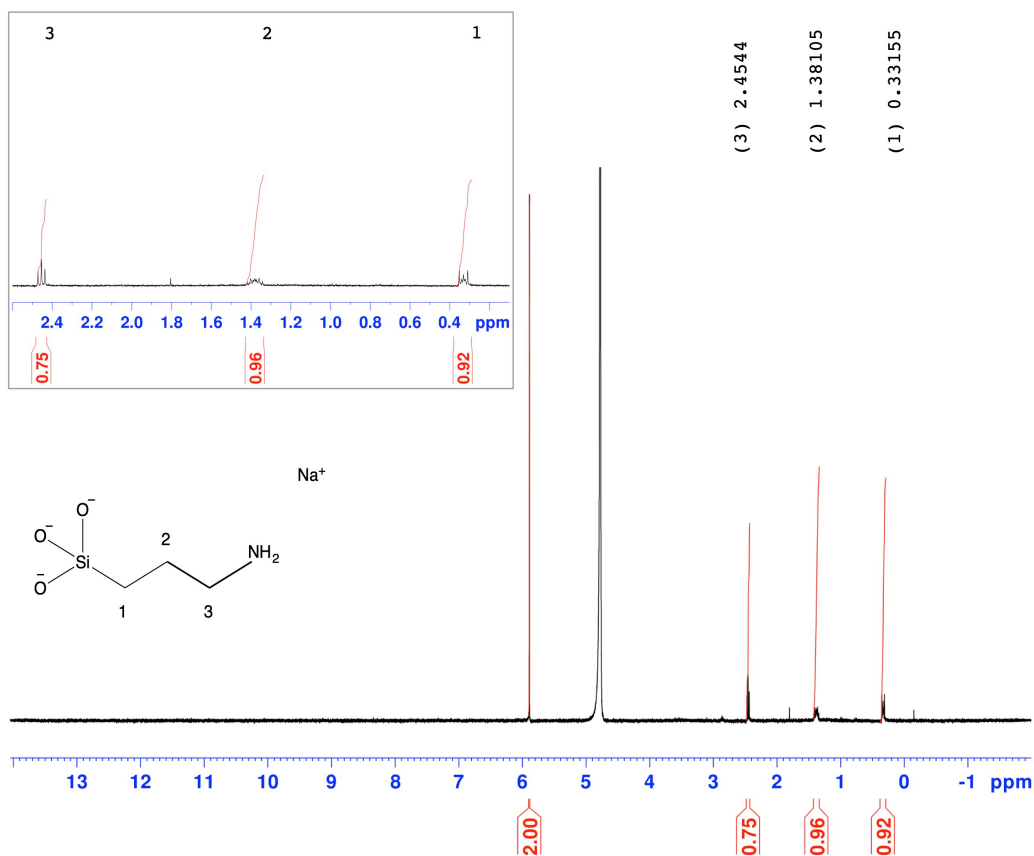 3 2 1
2.4 2.2 2.0 1.8 1.6 1.4 1.2 1.0 0.8 0.6 0.4 ppm
0.75 0.96 0.92
(3) 2.4544
(2) 1.38105
(1) 0.33155
Na+
O−
O−
O−
Si
NH2
2
1
3
13 12 11 10 9 8 7 6 5 4 3 2 1 0 -1 ppm
2.00 0.75 0.96 0.92